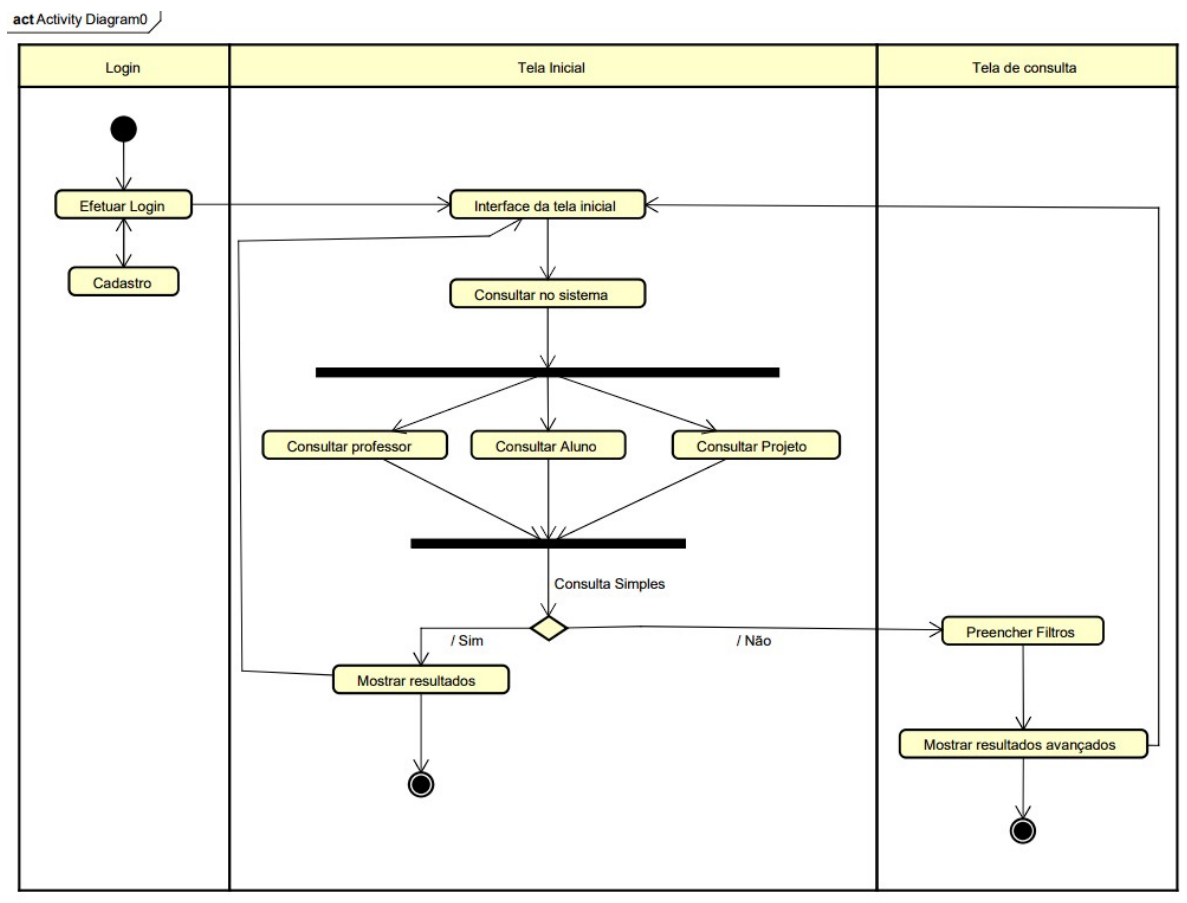 act Activity Diagram0
Login
Tela Inicial
Tela de consulta
Efetuar Login
Interface da tela inicial
Cadastro
Consultar no sistema
Consultar professor
Consultar Aluno
Consultar Projeto
Consulta Simples
/ Sim
/ Não
Preencher Filtros
Mostrar resultados
Mostrar resultados avançados